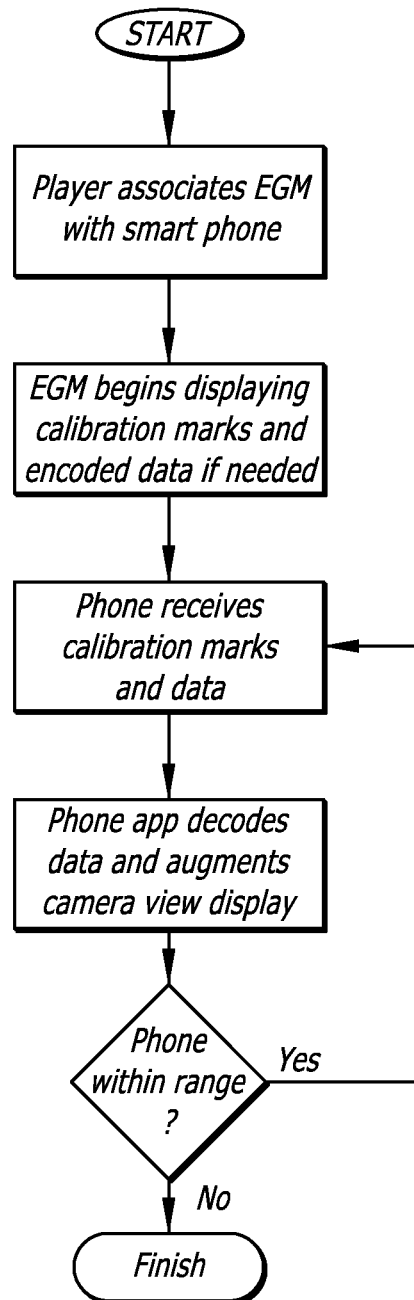 START
Player associates EGM
with smart phone
EGM begins displaying
calibration marks and
encoded data if needed
Phone receives
calibration marks
and data
Phone app decodes
data and augments
camera view display
Phone
within range
?
Yes
No
Finish